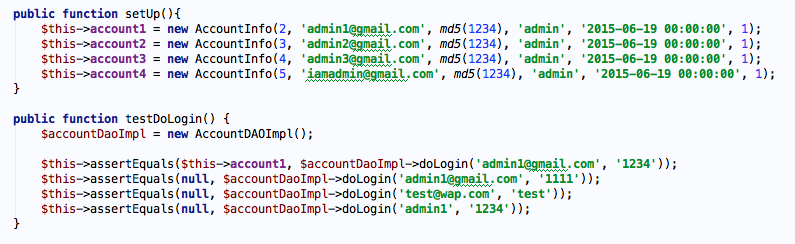 public function setUp(){
    $this->account1 = new AccountInfo(2, 'admin1@gmail.com', md5(1234), 'admin', '2015-06-19 00:00:00', 1);
    $this->account2 = new AccountInfo(3, 'admin2@gmail.com', md5(1234), 'admin', '2015-06-19 00:00:00', 1);
    $this->account3 = new AccountInfo(4, 'admin3@gmail.com', md5(1234), 'admin', '2015-06-19 00:00:00', 1);
    $this->account4 = new AccountInfo(5, 'iamadmin@gmail.com', md5(1234), 'admin', '2015-06-19 00:00:00', 1);
}
public function testDoLogin() {
    $accountDaoImpl = new AccountDAOImpl();
    $this->assertEquals($this->account1, $accountDaoImpl->doLogin('admin1@gmail.com', '1234'));
    $this->assertEquals(null, $accountDaoImpl->doLogin('admin1@gmail.com', '1111'));
    $this->assertEquals(null, $accountDaoImpl->doLogin('test@wap.com', 'test'));
    $this->assertEquals(null, $accountDaoImpl->doLogin('admin1', '1234'));
}